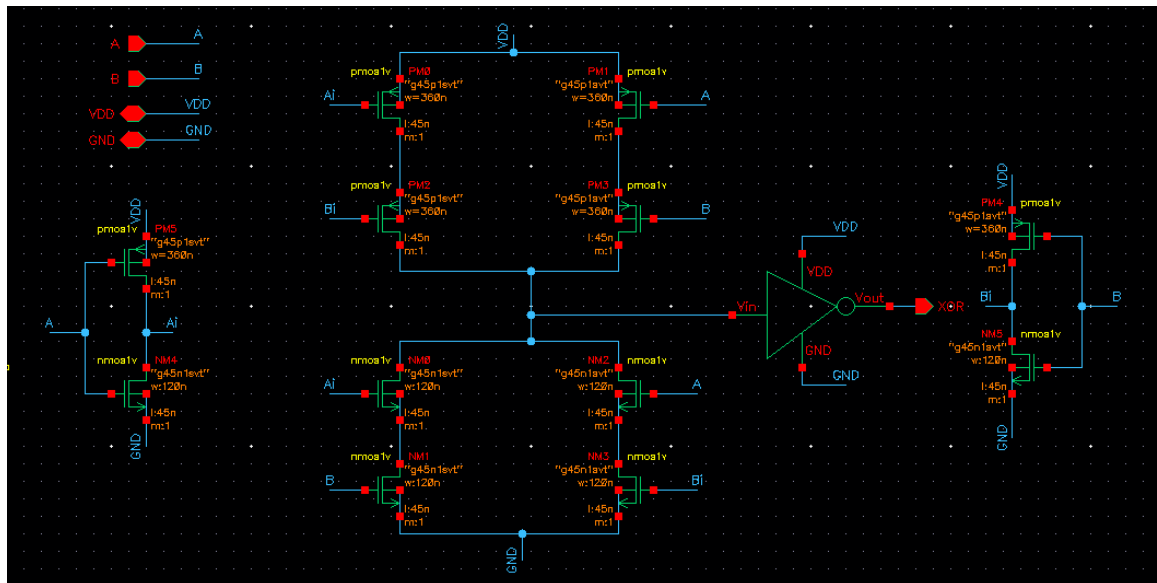 A A
B B
VDD VDD
GND GND
VDD
pmos1v PM0
"g45p1svt"
w=360n
l:45n
m:1
Ai
PM1 pmos1v
"g45p1svt"
w=360n
l:45n
m:1
A
pmos1v PM2
"g45p1svt"
w=360n
l:45n
m:1
Bi
PM3 pmos1v
"g45p1svt"
w=360n
l:45n
m:1
B
VDD
pmos1v PM5
"g45p1svt"
w=360n
l:45n
m:1
A Ai
NM4
nmos1v "g45n1svt"
w:120n
l:45n
m:1
GND
nmos1v NM0
"g45n1svt"
w:120n
l:45n
m:1
Ai
NM2 nmos1v
"g45n1svt"
w:120n
l:45n
m:1
A
nmos1v NM1
"g45n1svt"
w:120n
l:45n
m:1
B
NM3 nmos1v
"g45n1svt"
w:120n
l:45n
m:1
Bi
GND
VDD
VDD
Vin Vout XOR
GND
GND
VDD
PM4 pmos1v
"g45p1svt"
w=360n
l:45n
m:1
Bi B
NM5 nmos1v
"g45n1svt"
w:120n
l:45n
m:1
GND